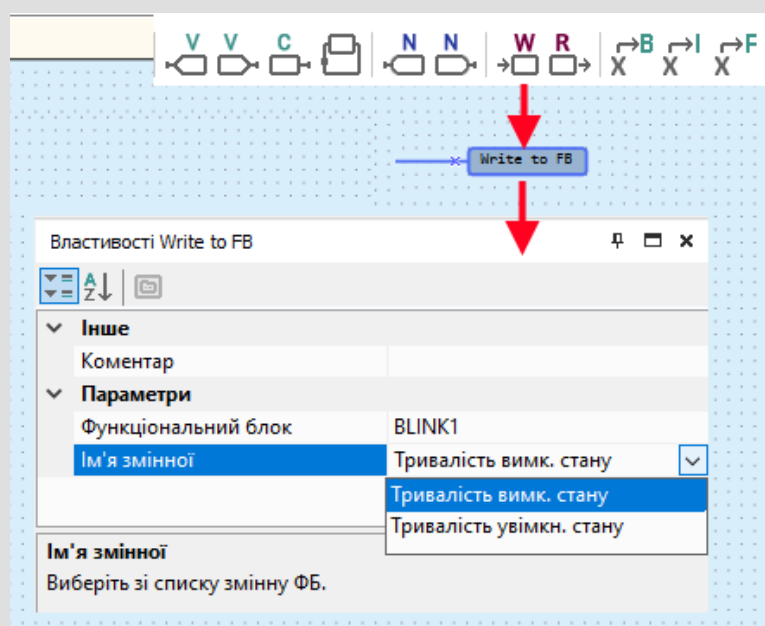 V V C N N W R B I F
X X X
Write to FB
Властивості Write to FB
A
Z
Інше
Коментар
Параметри
Функціональний блок BLINK1
Ім'я змінної Тривалість вимк. стану
Тривалість вимк. стану
Тривалість увімкн. стану
Ім'я змінної
Виберіть зі списку змінну ФБ.